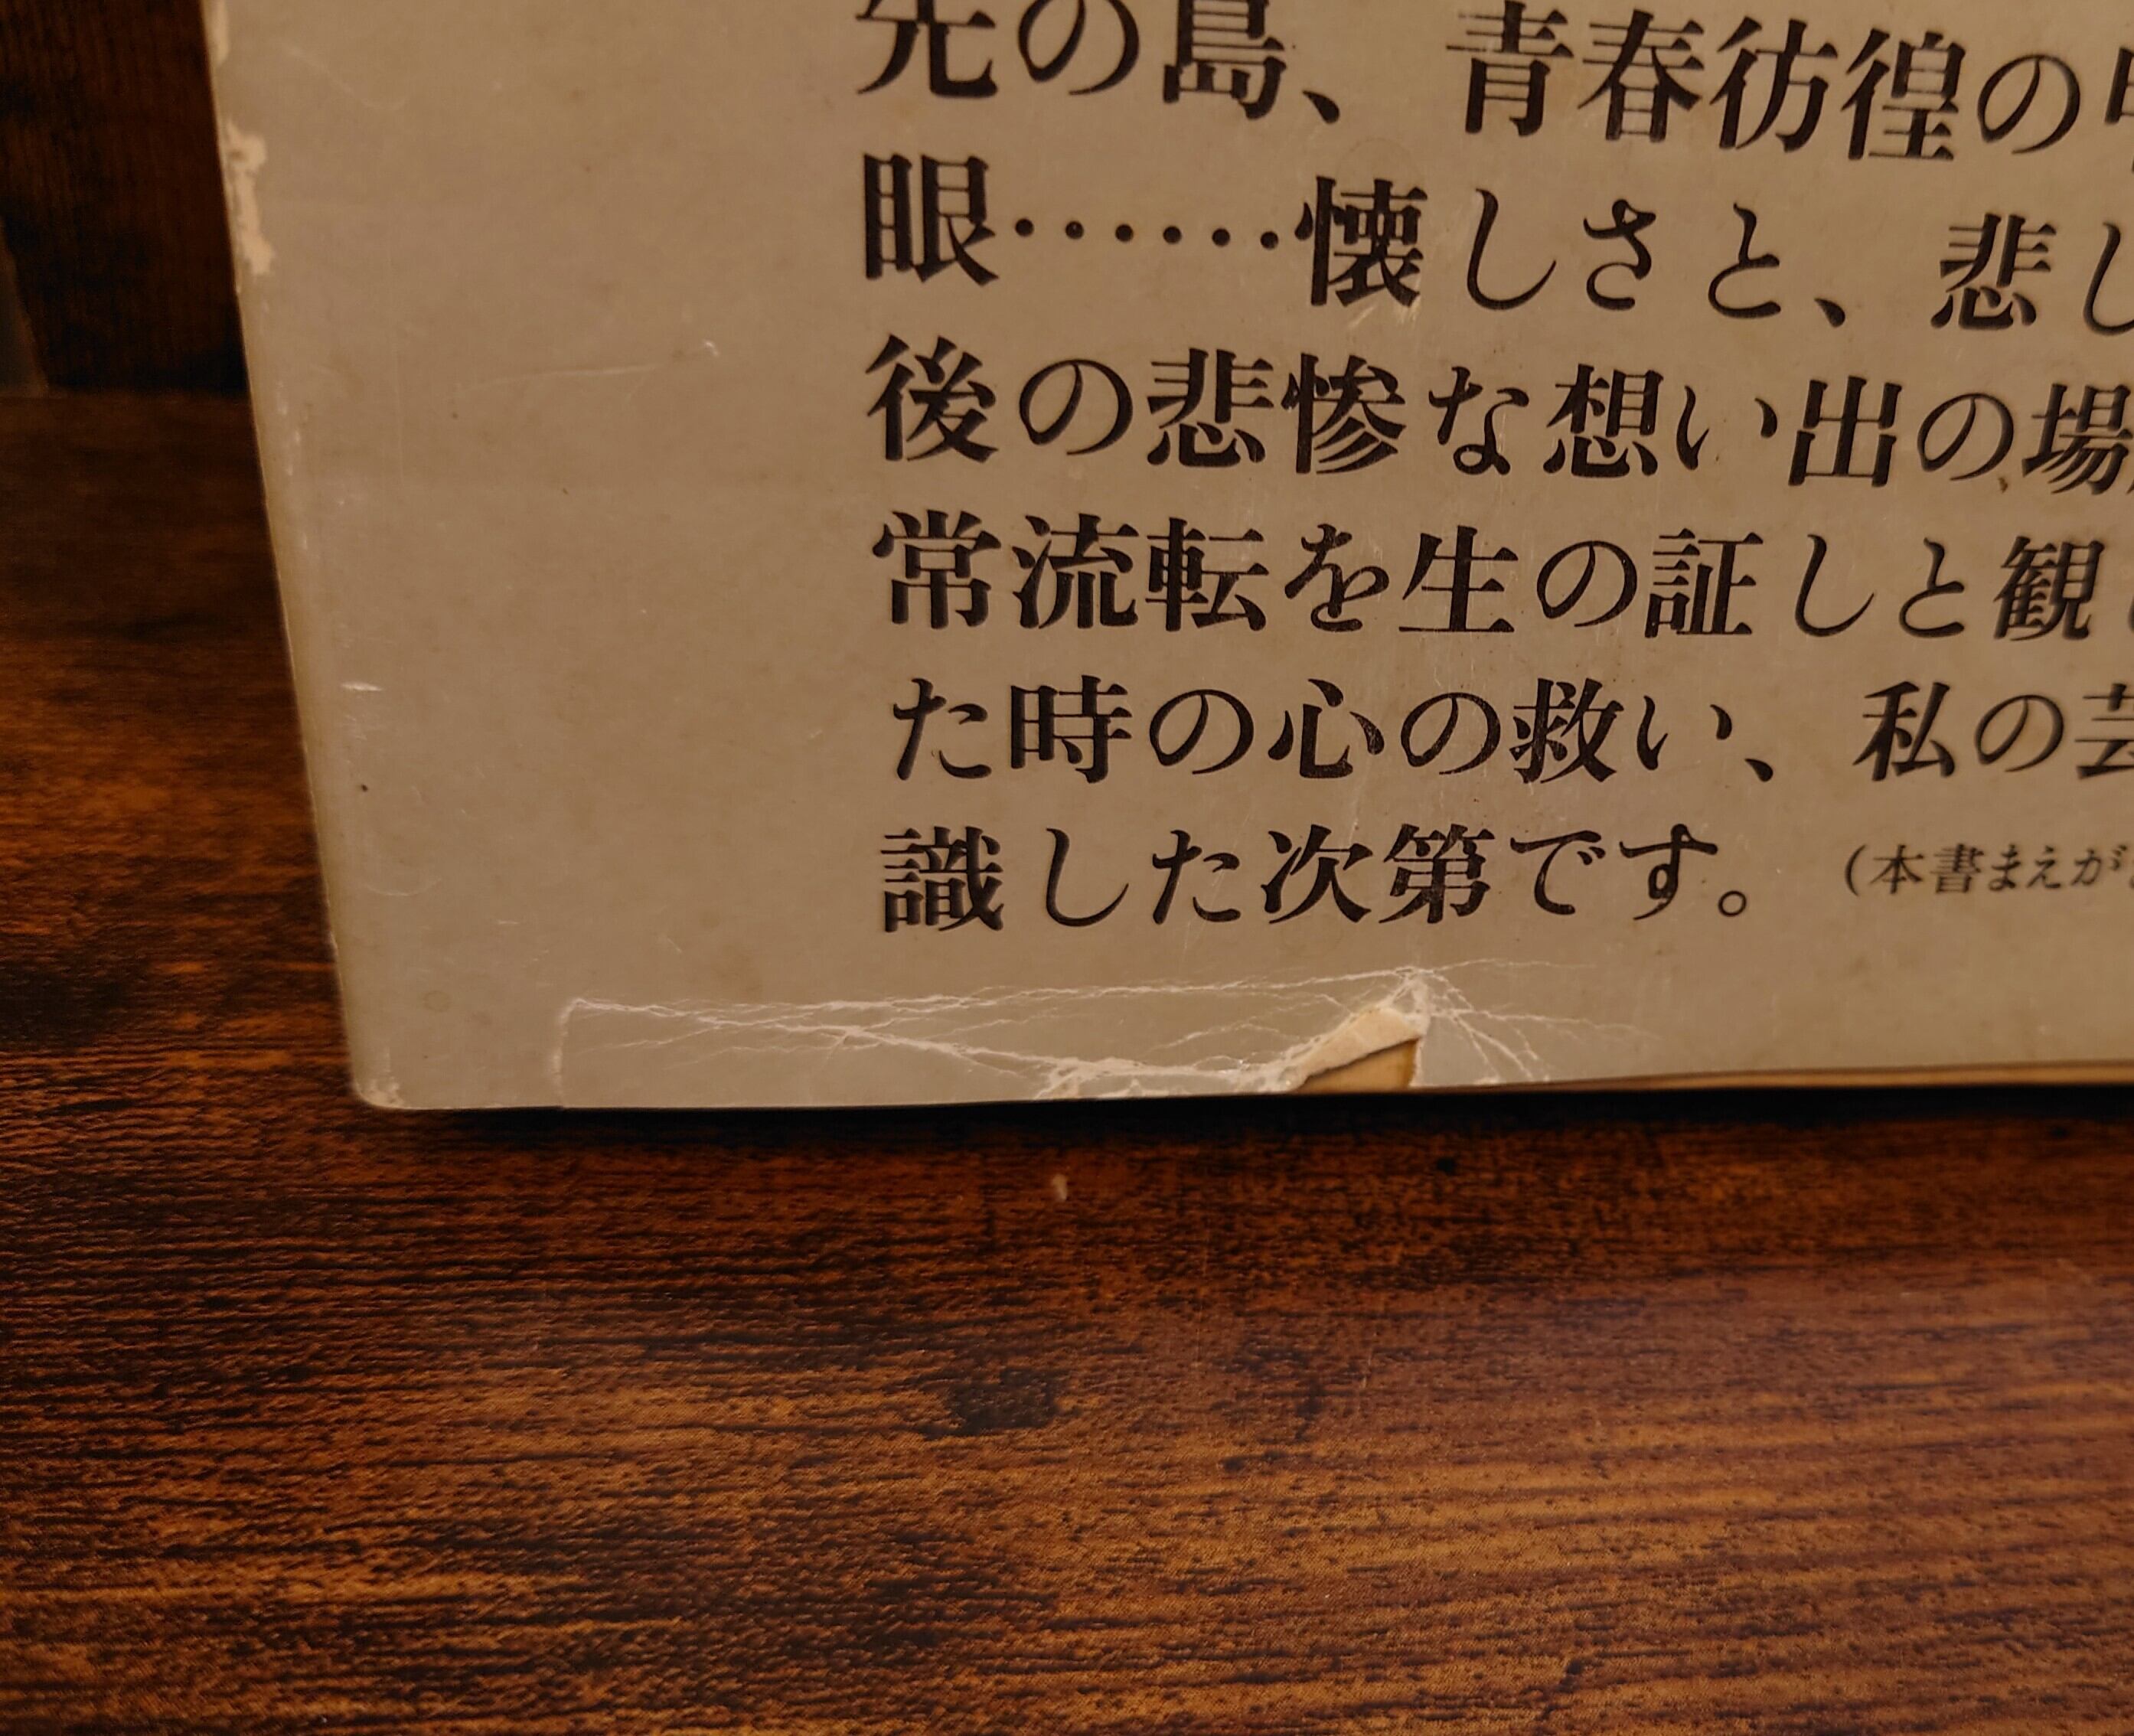 先の島、青春彷徨の
眼……懐しさと、悲し
後の悲惨な想い出の場
常流転を生の証しと観
た時の心の救い、私の芸
識した次第です。（本書まえが